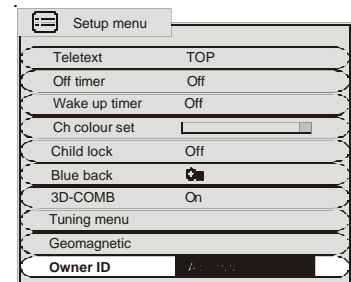 Setup menu
Teletext TOP
Off timer Off
Wake up timer Off
Ch colour set
Child lock Off
Blue back
3D-COMB On
Tuning menu
Geomagnetic
Owner ID